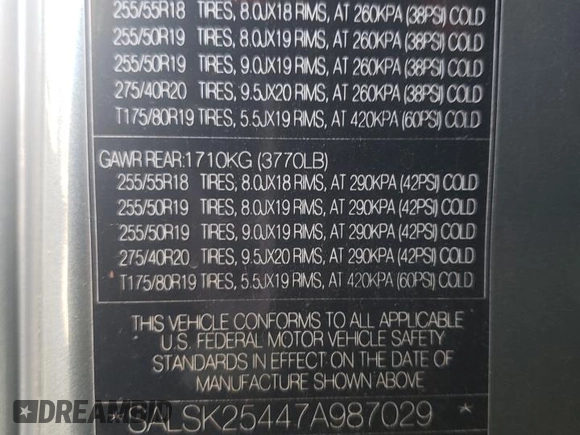 255/55R18 TIRES, 8.0JX18 RIMS, AT 260KPA (38PSI) COLD
255/50R19 TIRES, 8.0JX19 RIMS, AT 260KPA (38PSI) COLD
255/50R19 TIRES, 9.0JX19 RIMS, AT 260KPA (38PSI) COLD
275/40R20 TIRES, 9.5JX20 RIMS, AT 260KPA (38PSI) COLD
T175/80R19 TIRES, 5.5JX19 RIMS, AT 420KPA (60PSI) COLD
GAWR REAR:1710KG (3770LB)
255/55R18 TIRES, 8.0JX18 RIMS, AT 290KPA (42PSI) COLD
255/50R19 TIRES, 8.0JX19 RIMS, AT 290KPA (42PSI) COLD
255/50R19 TIRES, 9.0JX19 RIMS, AT 290KPA (42PSI) COLD
275/40R20 TIRES, 9.5JX20 RIMS, AT 290KPA (42PSI) COLD
T175/80R19 TIRES, 5.5JX19 RIMS, AT 420KPA (60PSI) COLD
THIS VEHICLE CONFORMS TO ALL APPLICABLE
U.S. FEDERAL MOTOR VEHICLE SAFETY
STANDARDS IN EFFECT ON THE DATE OF
MANUFACTURE SHOWN ABOVE
* SALSK25447A987029 *
DREAMBID